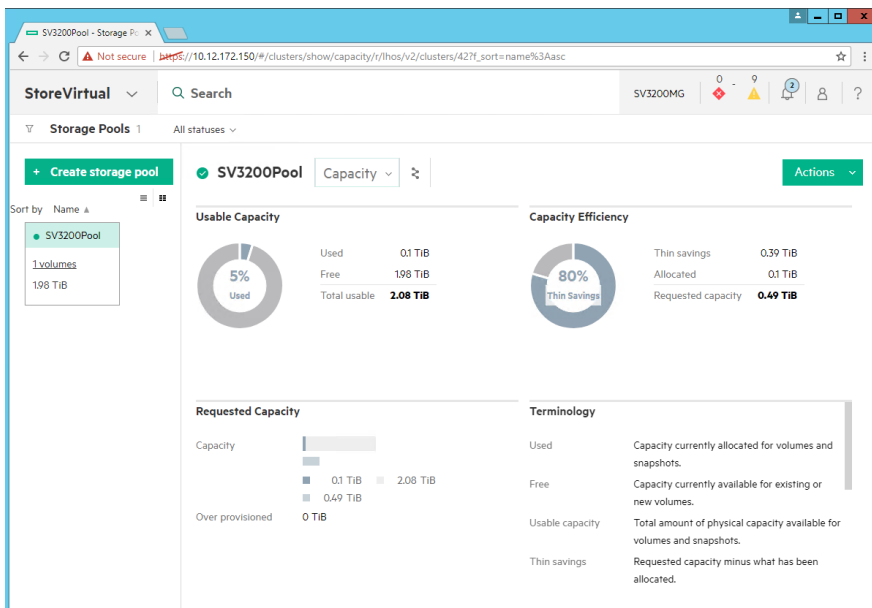 SV3200Pool - Storage Po
Not secure | https://10.12.172.150/#/clusters/show/capacity/r/lhos/v2/clusters/42?f_sort=name%3Aasc
StoreVirtual
Search
SV3200MG
0 - 9
2
?
Storage Pools 1
All statuses
+ Create storage pool
Sort by Name
SV3200Pool
1 volumes
1.98 TiB
SV3200Pool
Capacity
Actions
Usable Capacity
5%
Used
Used 0.1 TiB
Free 1.98 TiB
Total usable 2.08 TiB
Capacity Efficiency
80%
Thin Savings
Thin savings 0.39 TiB
Allocated 0.1 TiB
Requested capacity 0.49 TiB
Requested Capacity
Capacity
0.1 TiB 2.08 TiB
0.49 TiB
Over provisioned 0 TiB
Terminology
Used Capacity currently allocated for volumes and
snapshots.
Free Capacity currently available for existing or
new volumes.
Usable capacity Total amount of physical capacity available for
volumes and snapshots.
Thin savings Requested capacity minus what has been
allocated.